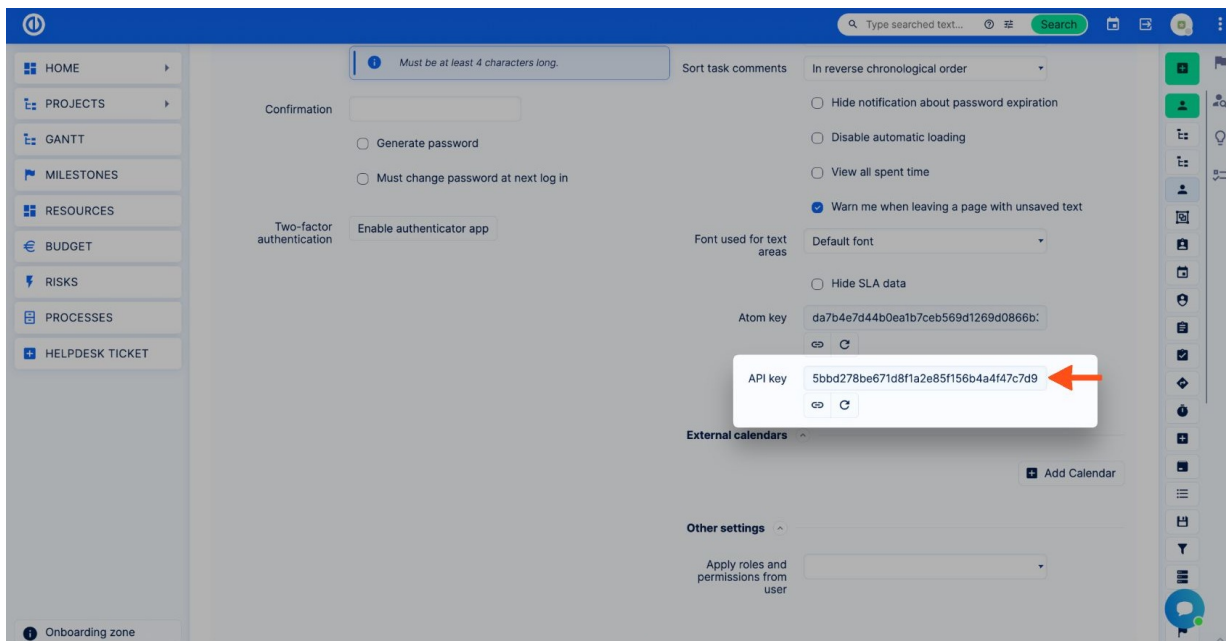 Type searched text...
Search
HOME
PROJECTS
GANTT
MILESTONES
RESOURCES
BUDGET
RISKS
PROCESSES
HELPDESK TICKET
Onboarding zone
Must be at least 4 characters long.
Confirmation
Generate password
Must change password at next log in
Two-factor
authentication
Enable authenticator app
Sort task comments
In reverse chronological order
Hide notification about password expiration
Disable automatic loading
View all spent time
Warn me when leaving a page with unsaved text
Font used for text
areas
Default font
Hide SLA data
Atom key
da7b4e7d44b0ea1b7ceb569d1269d0866b
API key
5bbd278be671d8f1a2e85f156b4a4f47c7d9
External calendars
Add Calendar
Other settings
Apply roles and
permissions from
user